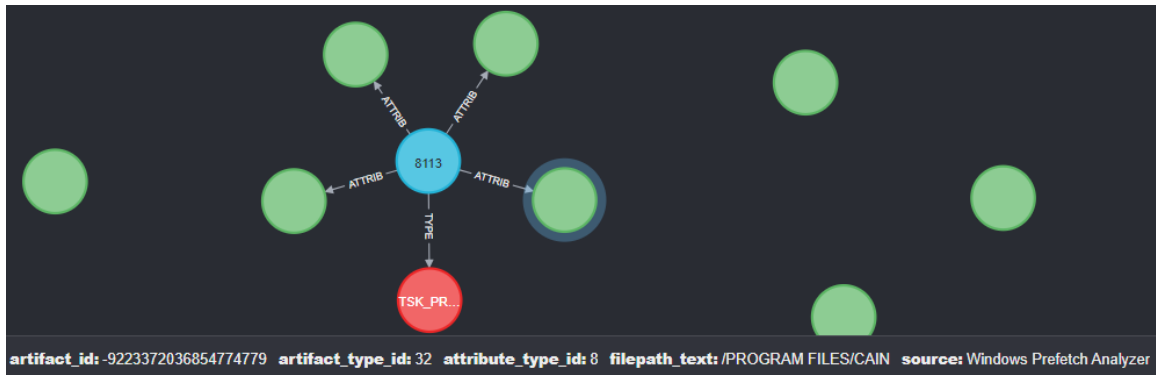 ATTRIB
ATTRIB
8113
ATTRIB
ATTRIB
TYPE
TSK_PR...
artifact_id: -9223372036854774779 artifact_type_id: 32 attribute_type_id: 8 filepath_text: /PROGRAM FILES/CAIN source: Windows Prefetch Analyzer